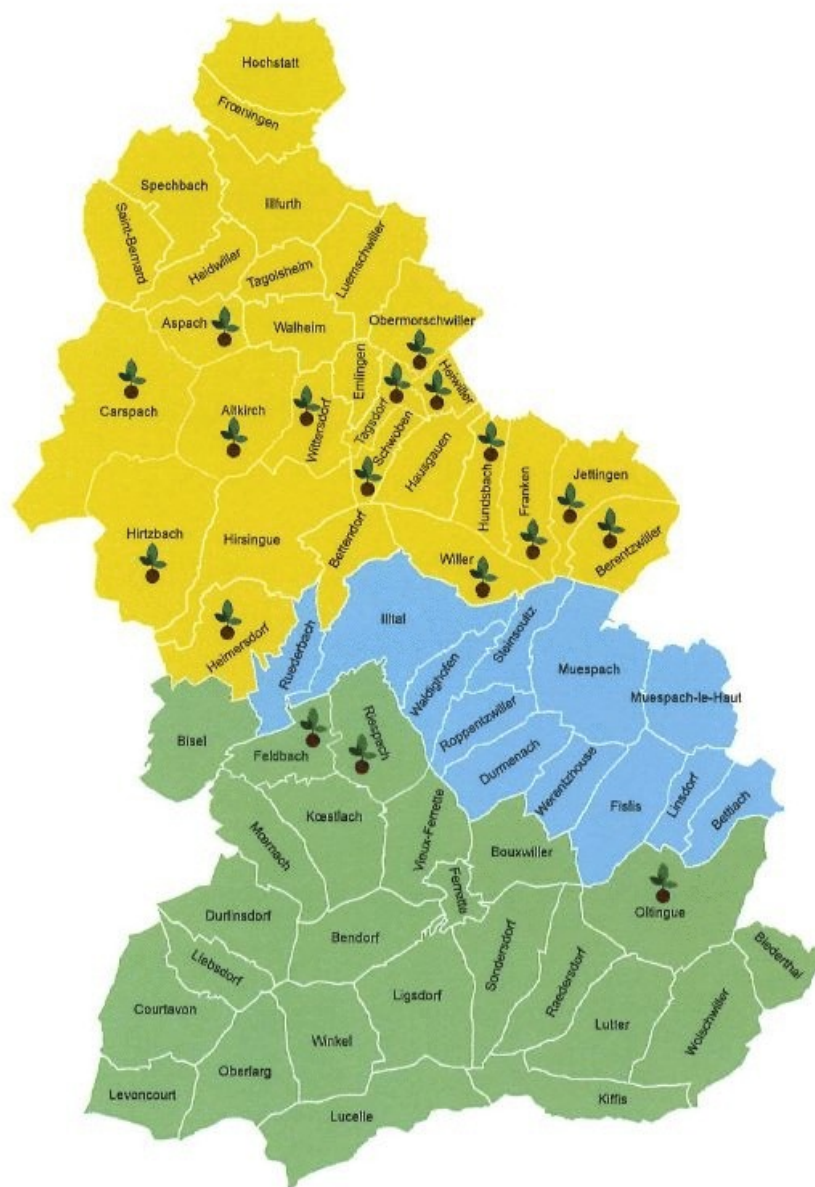 Hochstatt
Frœningen
Spechbach
Illfurth
Saint-Bernard
Heidwiller
Tagolsheim
Luemschwiller
Aspach
Walheim
Obermorschwiller
Carspach
Altkirch
Wittersdorf
Emlingen
Tagsdorf
Heiwiller
Schwoben
Hausgauen
Hundsbach
Franken
Jettingen
Berentzwiller
Hirtzbach
Hirsingue
Bettendorf
Willer
Heimersdorf
Ruederbach
Illtal
Waldighofen
Steinsoultz
Muespach
Muespach-le-Haut
Roppentzwiller
Durmenach
Werentzhouse
Fislis
Linsdorf
Bettlach
Bisel
Feldbach
Riespach
Mœrnach
Kœstlach
Vieux-Ferrette
Ferrette
Bouxwiller
Oltingue
Durlinsdorf
Bendorf
Liebsdorf
Sondersdorf
Raedersdorf
Biederthal
Courtavon
Ligsdorf
Winkel
Lutter
Wolschwiller
Oberlarg
Levoncourt
Lucelle
Kiffis